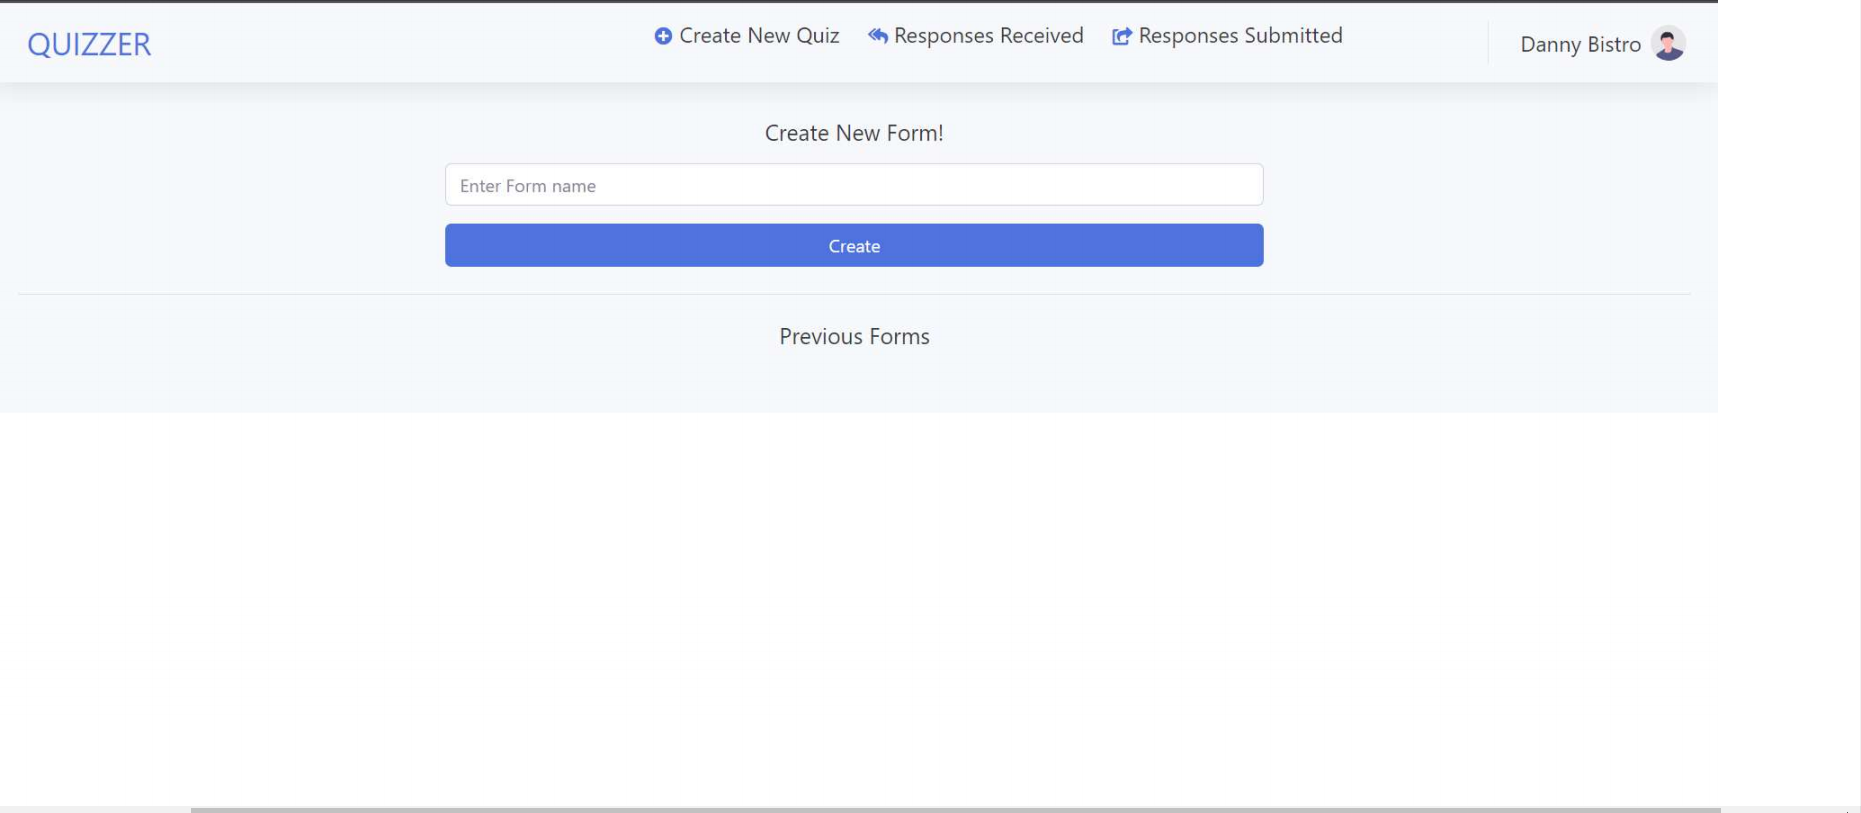 QUIZZER
Create New Quiz
Responses Received
Responses Submitted
Danny Bistro
Create New Form!
Enter Form name
Create
Previous Forms